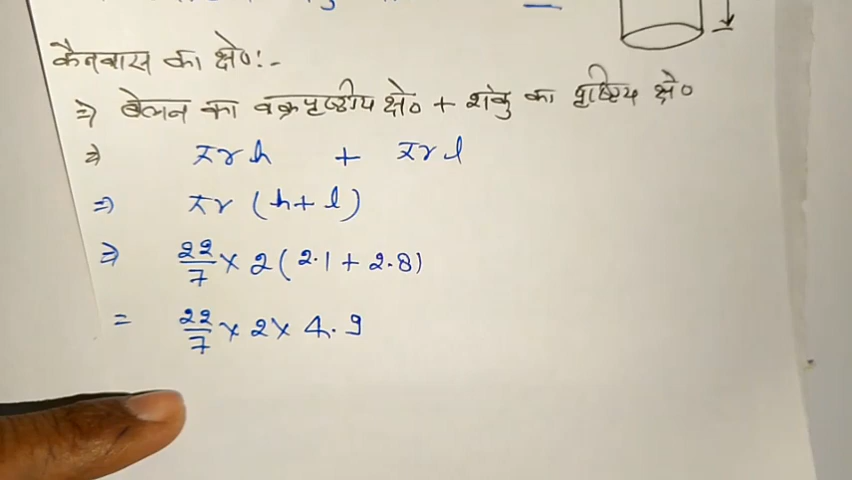 कैनवास का क्षे०:-
⇒ बेलन का वक्रपृष्ठीय क्षे० + शंकु का पृष्ठिय क्षे०
⇒ πrh + πrl
⇒ πr (h+l)
⇒ 22/7 × 2 (2.1 + 2.8)
= 22/7 × 2 × 4.9